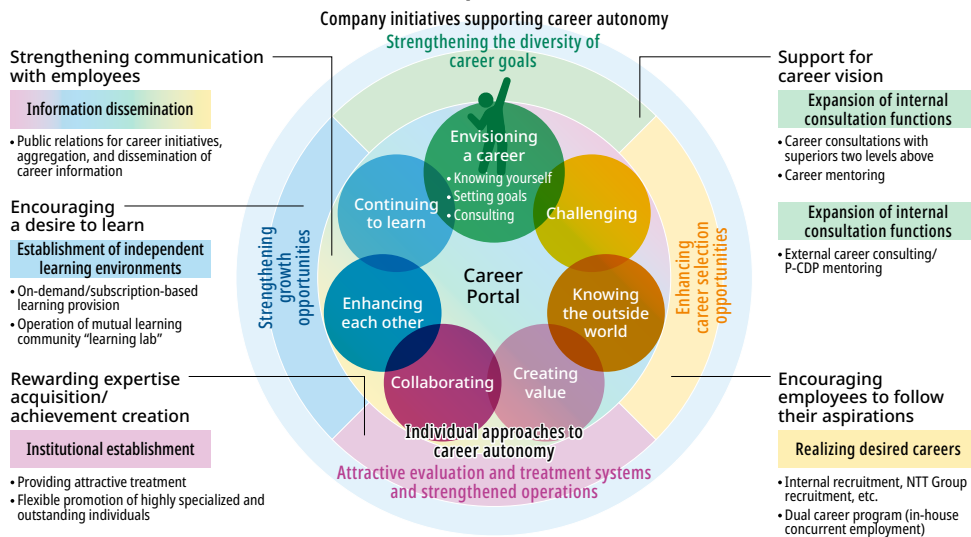 Company initiatives supporting career autonomy
Strengthening the diversity of
career goals
Strengthening communication
with employees
Information dissemination
• Public relations for career initiatives,
aggregation, and dissemination of
career information
Encouraging
a desire to learn
Establishment of independent
learning environments
• On-demand/subscription-based
learning provision
• Operation of mutual learning
community “learning lab”
Rewarding expertise
acquisition/
achievement creation
Institutional establishment
• Providing attractive treatment
• Flexible promotion of highly specialized and
outstanding individuals
Strengthening
growth
opportunities
Envisioning
a career
• Knowing yourself
• Setting goals
• Consulting
Continuing
to learn
Challenging
Career
Portal
Enhancing
each other
Knowing
the outside
world
Collaborating
Creating
value
Individual approaches to
career autonomy
Attractive evaluation and treatment systems
and strengthened operations
Enhancing
career selection
opportunities
Support for
career vision
Expansion of internal
consultation functions
• Career consultations with
superiors two levels above
• Career mentoring
Expansion of internal
consultation functions
• External career consulting/
P-CDP mentoring
Encouraging
employees to follow
their aspirations
Realizing desired careers
• Internal recruitment, NTT Group
recruitment, etc.
• Dual career program (in-house
concurrent employment)